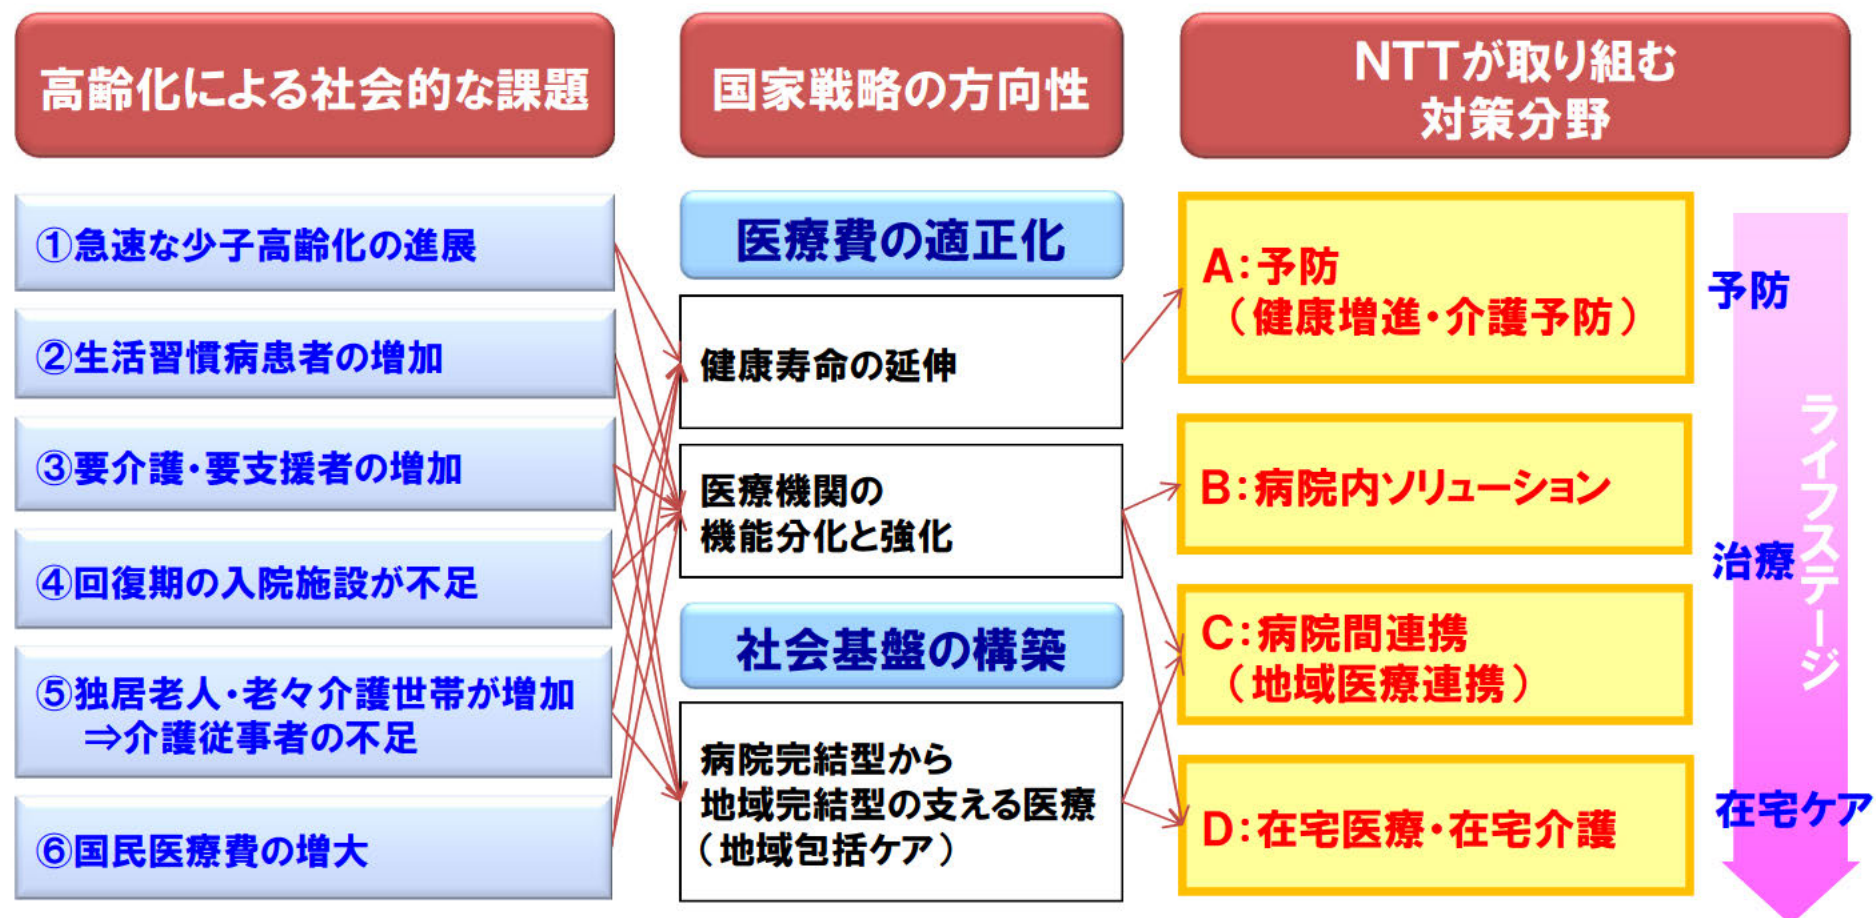 高齢化による社会的な課題
①急速な少子高齢化の進展
②生活習慣病患者の増加
③要介護・要支援者の増加
④回復期の入院施設が不足
⑤独居老人・老々介護世帯が増加
⇒介護従事者の不足
⑥国民医療費の増大
国家戦略の方向性
医療費の適正化
健康寿命の延伸
医療機関の
機能分化と強化
社会基盤の構築
病院完結型から
地域完結型の支える医療
（地域包括ケア）
NTTが取り組む
対策分野
A：予防
（健康増進・介護予防）
B：病院内ソリューション
C：病院間連携
（地域医療連携）
D：在宅医療・在宅介護
予防
治療
在宅ケア
ライフステージ